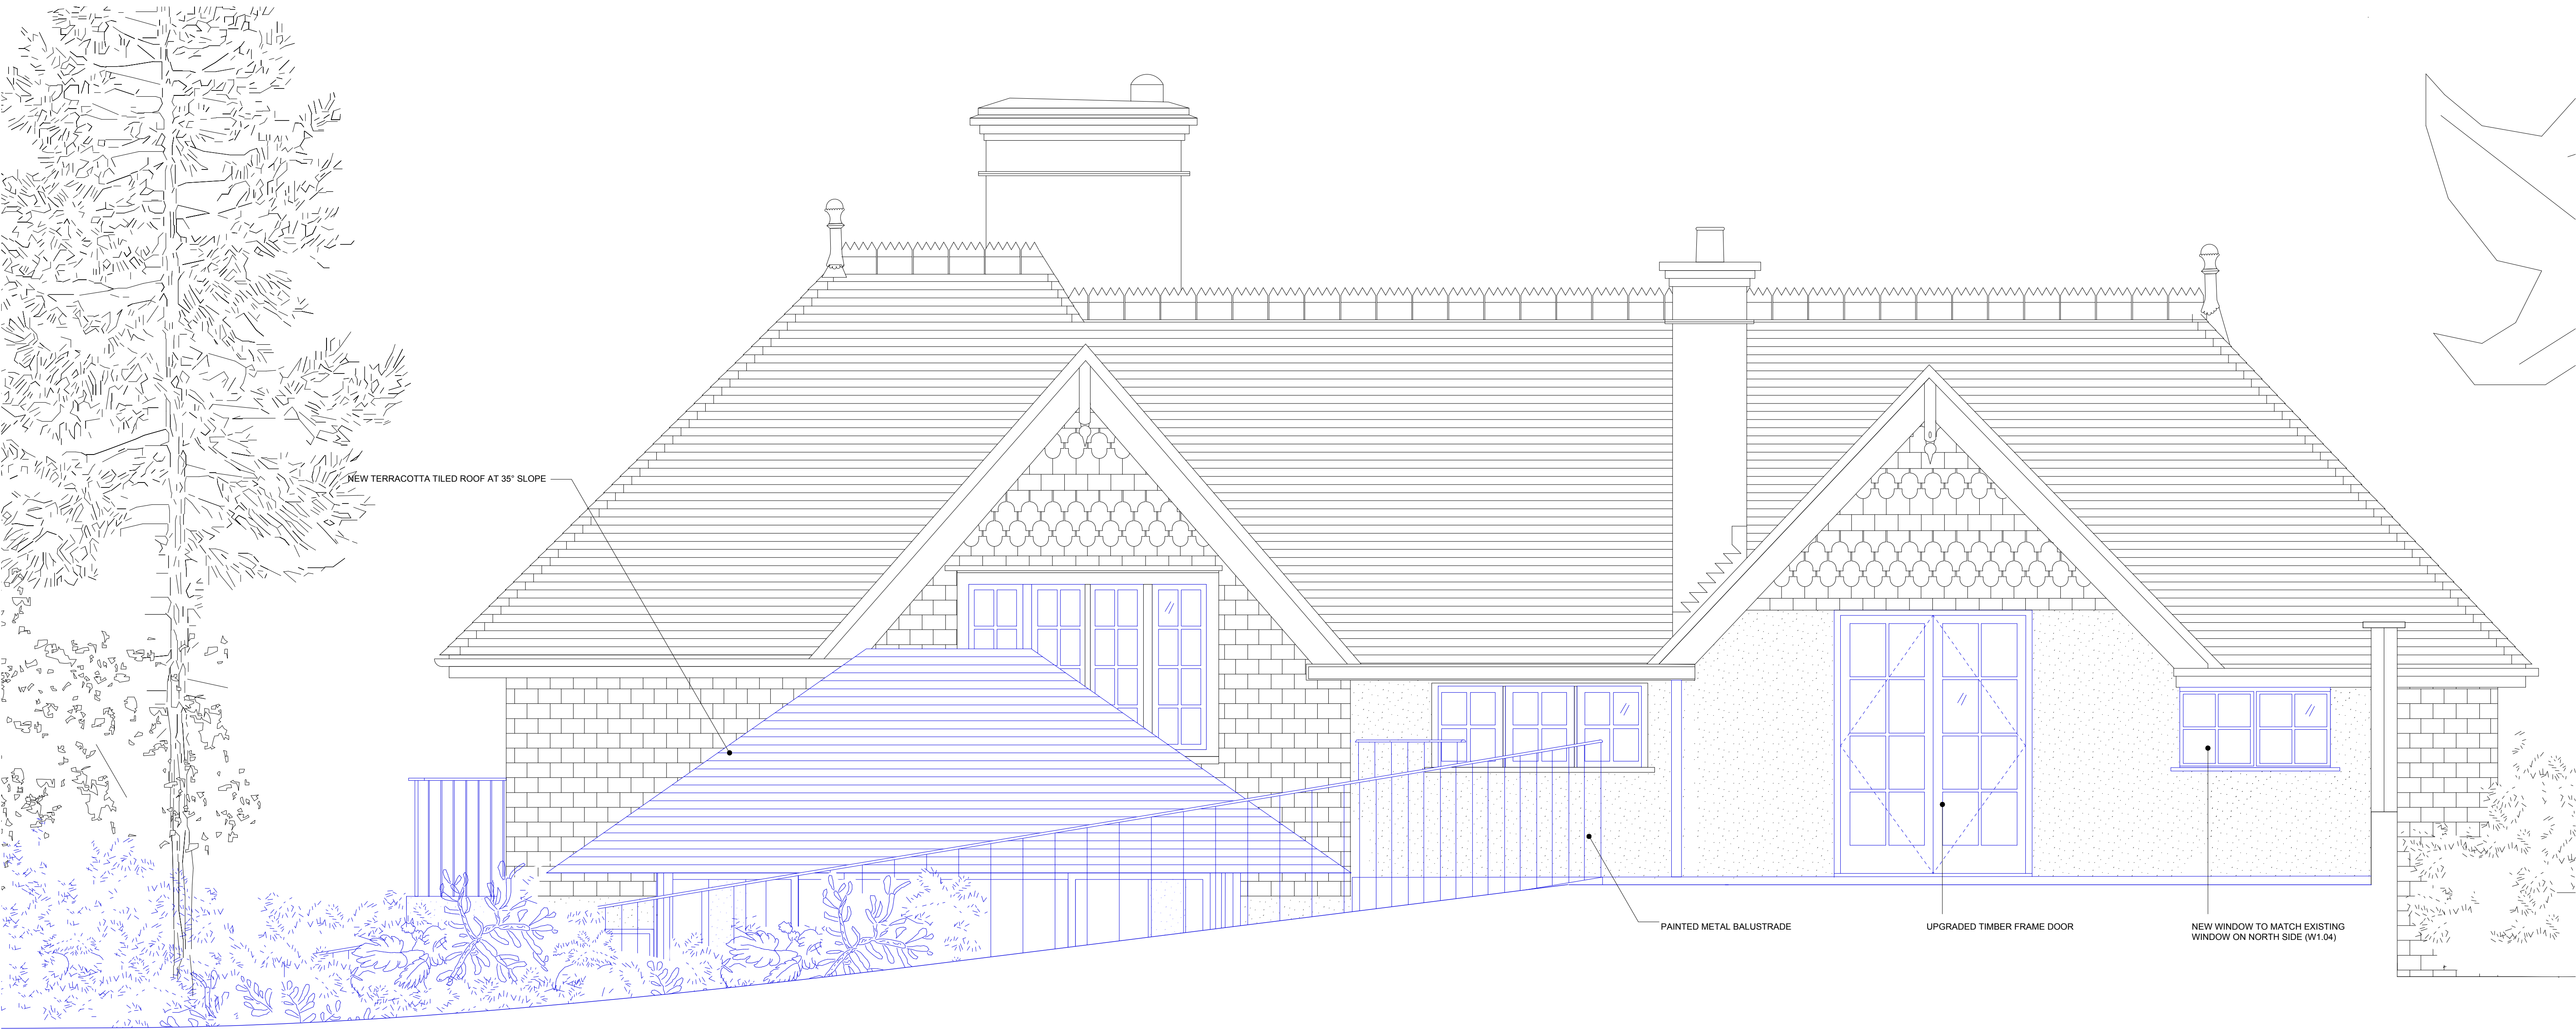 NEW TERRACOTTA TILED ROOF AT 35° SLOPE
PAINTED METAL BALUSTRADE
UPGRADED TIMBER FRAME DOOR
NEW WINDOW TO MATCH EXISTING
WINDOW ON NORTH SIDE (W1.04)